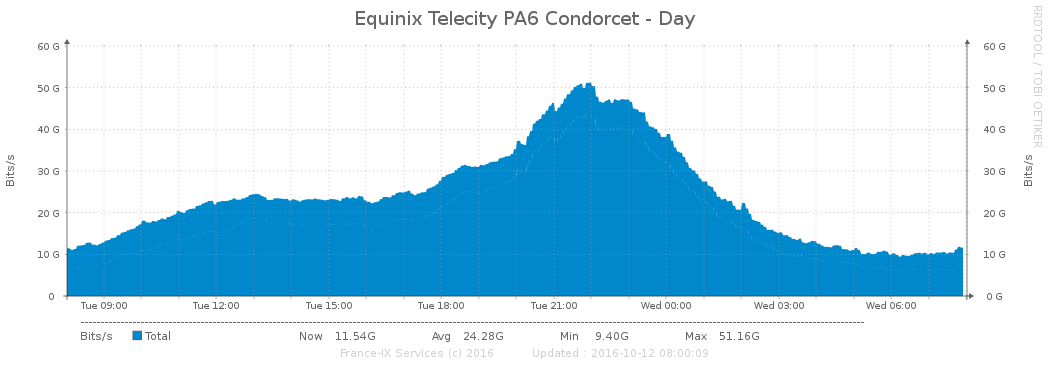 Equinix Telecity PA6 Condorcet - Day
RRDTOOL / TOBI OETIKER
60 G 60 G
50 G 50 G
40 G 40 G
30 G 30 G
20 G 20 G
10 G 10 G
0 0 G
Bits/s
Bits/s
Tue 09:00 Tue 12:00 Tue 15:00 Tue 18:00 Tue 21:00 Wed 00:00 Wed 03:00 Wed 06:00
Bits/s Total Now 11.54G Avg 24.28G Min 9.40G Max 51.16G
France-IX Services (c) 2016 Updated : 2016-10-12 08:00:09